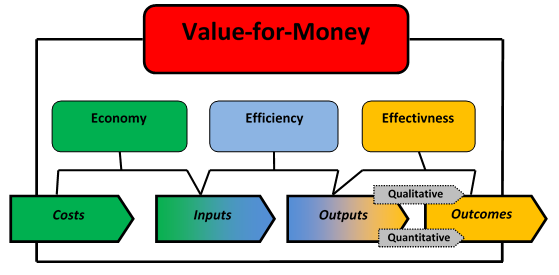 Value-for-Money
Economy
Efficiency
Effectivness
Qualitative
Costs
Inputs
Outputs
Outcomes
Quantitative